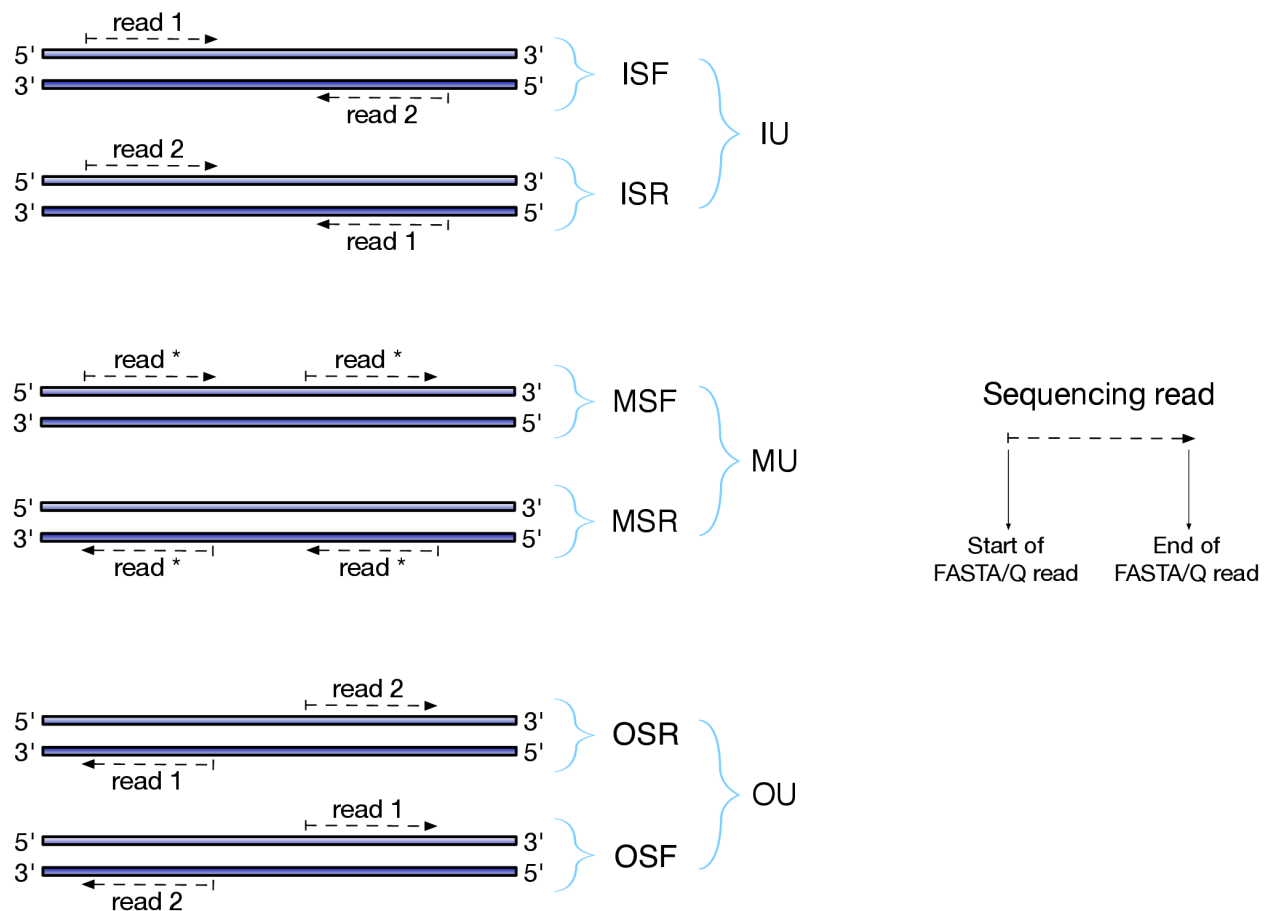 read 1
5' 3'
ISF
3' 5'
read 2
IU
read 2
5' 3'
ISR
3' 5'
read 1
read * read *
5' 3'
MSF
3' 5'
MU
5' 3'
MSR
3' 5'
read * read *
Sequencing read
Start of
FASTA/Q read
End of
FASTA/Q read
read 2
5' 3'
OSR
3' 5'
read 1
OU
read 1
5' 3'
OSF
3' 5'
read 2